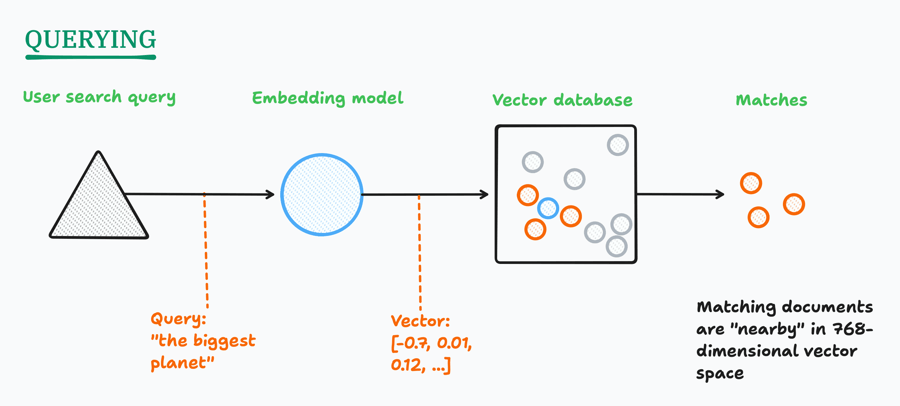 QUERYING
User search query
Embedding model
Vector database
Matches
Query:
"the biggest
planet"
Vector:
[-0.7, 0.01,
0.12, ...]
Matching documents
are "nearby" in 768-
dimensional vector
space